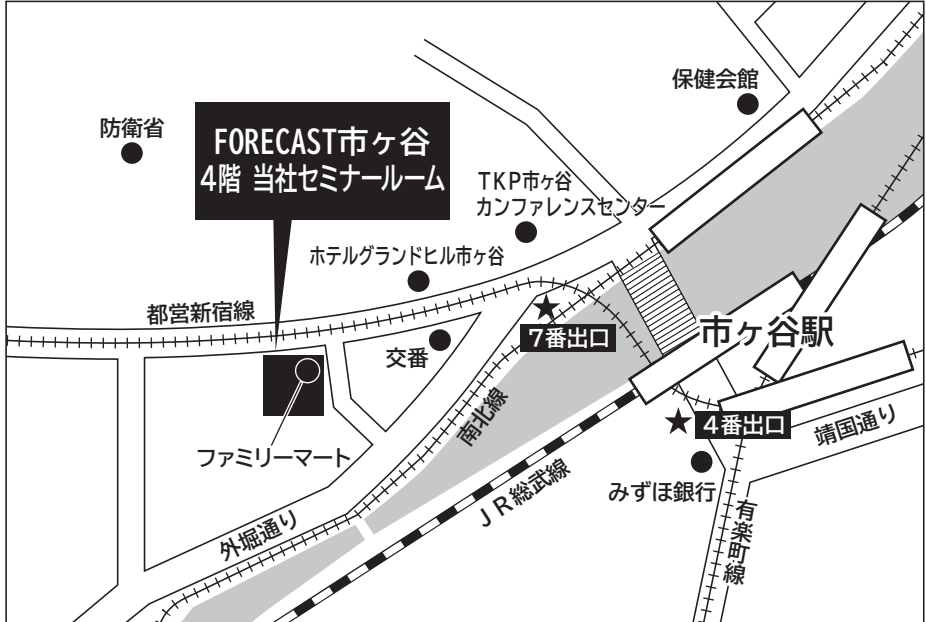 保健会館
防衛省
FORECAST市ヶ谷
4階 当社セミナールーム
TKP市ヶ谷
カンファレンスセンター
ホテルグランドヒル市ヶ谷
都営新宿線
7番出口
市ヶ谷駅
交番
南北線
4番出口
靖国通り
ファミリーマート
みずほ銀行
JR総武線
有楽町線
外堀通り